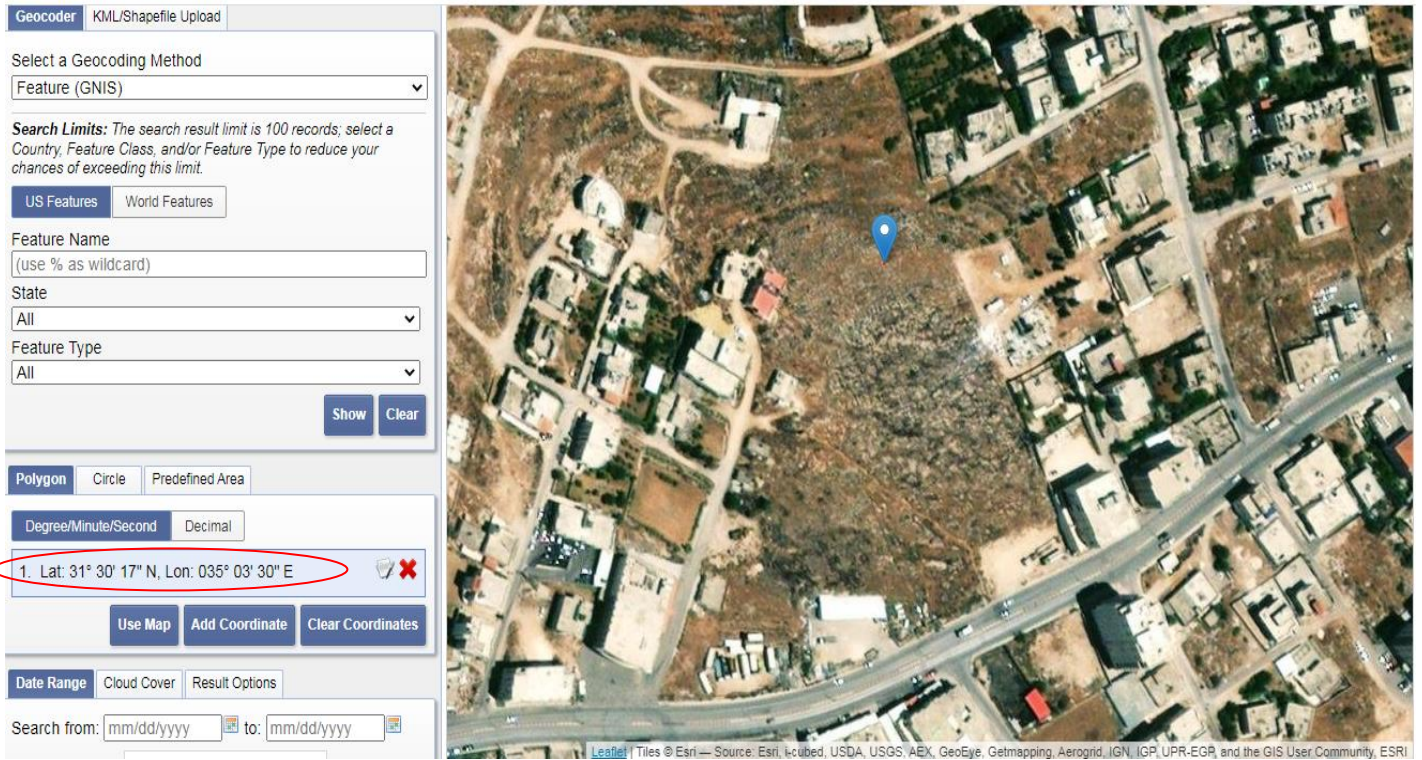 Geocoder KML/Shapefile Upload
Select a Geocoding Method
Feature (GNIS)
Search Limits: The search result limit is 100 records; select a
Country, Feature Class, and/or Feature Type to reduce your
chances of exceeding this limit.
US Features World Features
Feature Name
(use % as wildcard)
State
All
Feature Type
All
Show Clear
Polygon Circle Predefined Area
Degree/Minute/Second Decimal
1. Lat: 31° 30' 17" N, Lon: 035° 03' 30" E
Use Map Add Coordinate Clear Coordinates
Date Range Cloud Cover Result Options
Search from: mm/dd/yyyy to: mm/dd/yyyy
Leaflet | Tiles © Esri — Source: Esri, i-cubed, USDA, USGS, AEX, GeoEye, Getmapping, Aerogrid, IGN, IGP, UPR-EGP, and the GIS User Community, ESRI